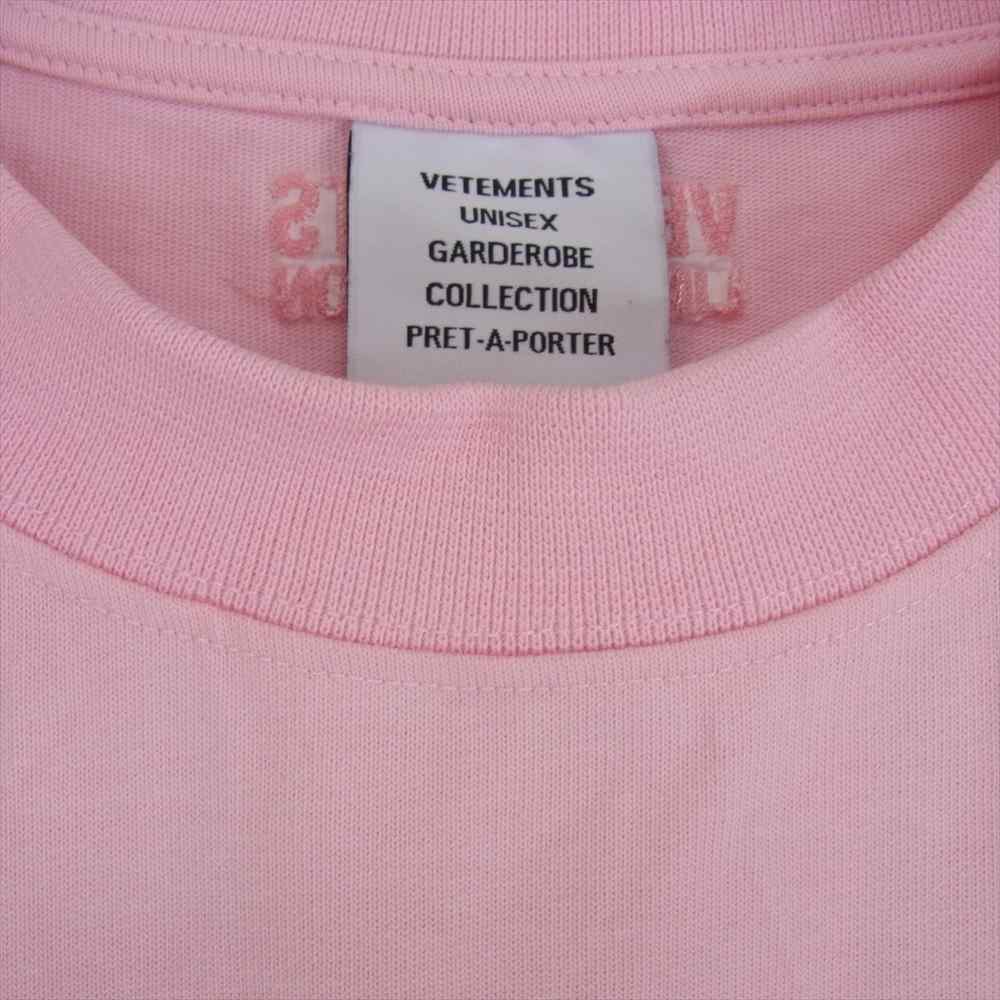 VETEMENTS
UNISEX
GARDEROBE
COLLECTION
PRET-A-PORTER